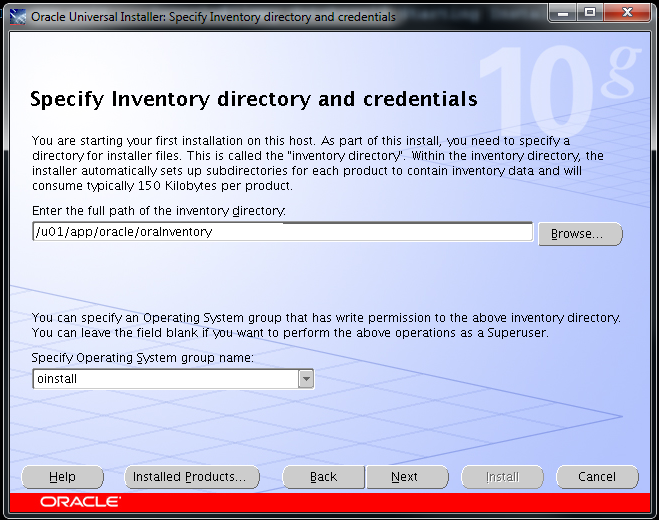 Oracle Universal Installer: Specify Inventory directory and credentials
10g
Specify Inventory directory and credentials
You are starting your first installation on this host. As part of this install, you need to specify a
directory for installer files. This is called the "inventory directory". Within the inventory directory, the
installer automatically sets up subdirectories for each product to contain inventory data and will
consume typically 150 Kilobytes per product.
Enter the full path of the inventory directory:
/u01/app/oracle/oraInventory
Browse...
You can specify an Operating System group that has write permission to the above inventory directory.
You can leave the field blank if you want to perform the above operations as a Superuser.
Specify Operating System group name:
oinstall
Help
Installed Products...
Back
Next
Install
Cancel
ORACLE